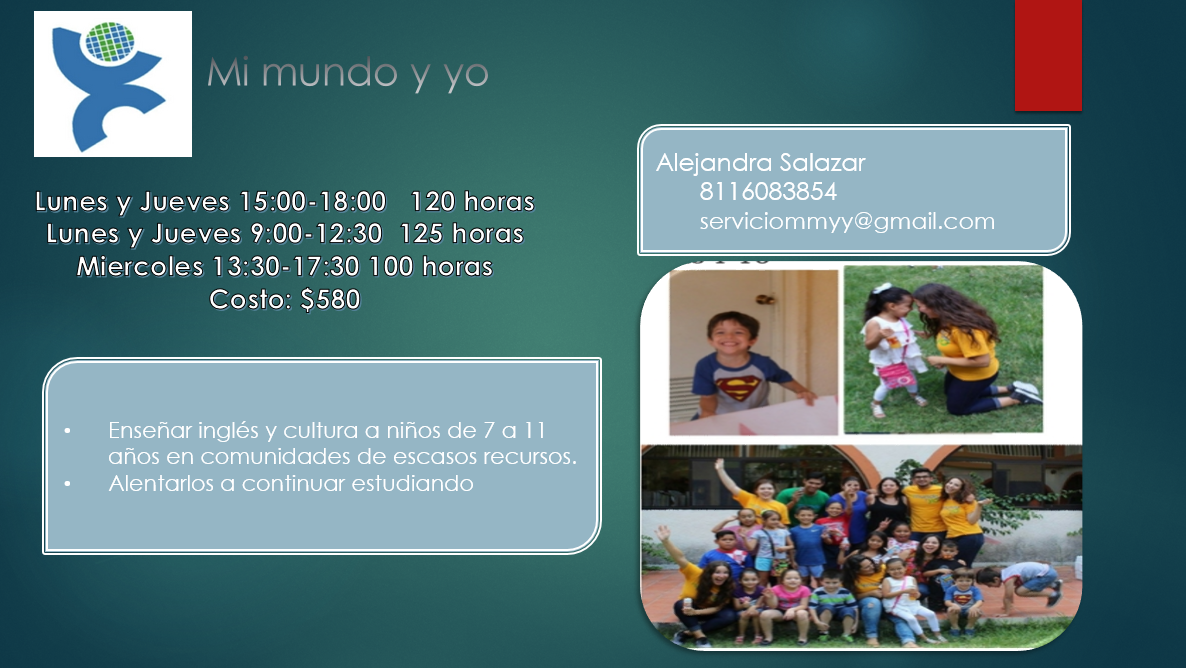 Mi mundo y yo
Alejandra Salazar
8116083854
serviciommyy@gmail.com
Lunes y Jueves 15:00-18:00 120 horas
Lunes y Jueves 9:00-12:30 125 horas
Miercoles 13:30-17:30 100 horas
Costo: $580
• Enseñar inglés y cultura a niños de 7 a 11
años en comunidades de escasos recursos.
• Alentarlos a continuar estudiando